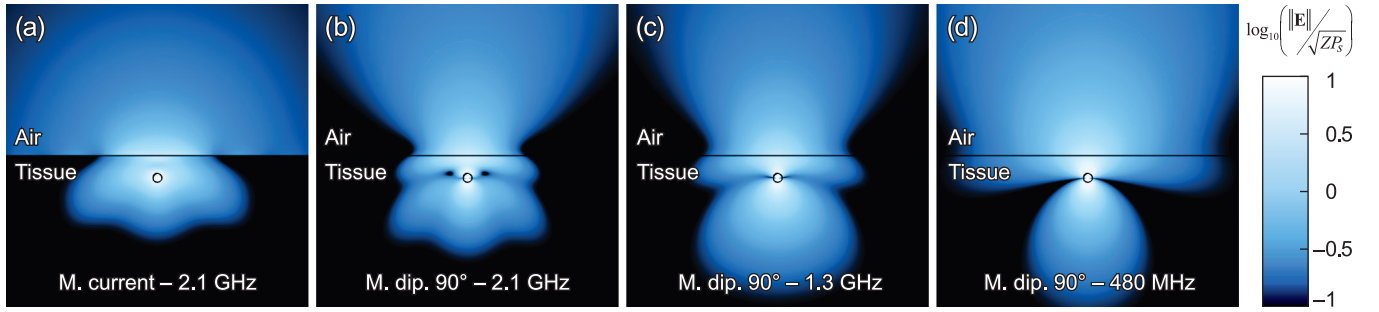 (a)
Air
Tissue
M. current – 2.1 GHz
(b)
Air
Tissue
M. dip. 90° – 2.1 GHz
(c)
Air
Tissue
M. dip. 90° – 1.3 GHz
(d)
Air
Tissue
M. dip. 90° – 480 MHz
log₁₀(‖E‖/√ZPₛ)
1
0.5
0
–0.5
–1